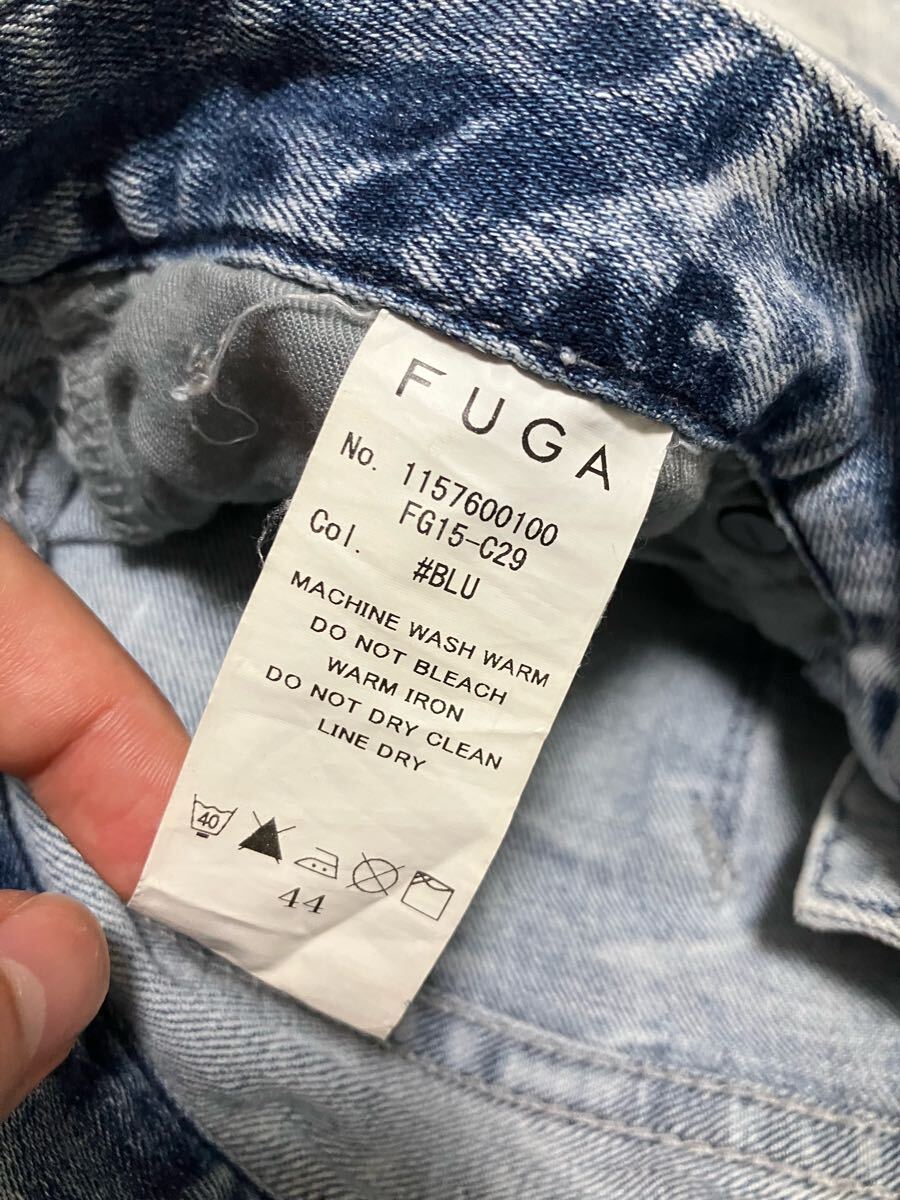 FUGA
No. 1157600100
FG15-C29
Col. #BLU
MACHINE WASH WARM
DO NOT BLEACH
WARM IRON
DO NOT DRY CLEAN
LINE DRY
40
44